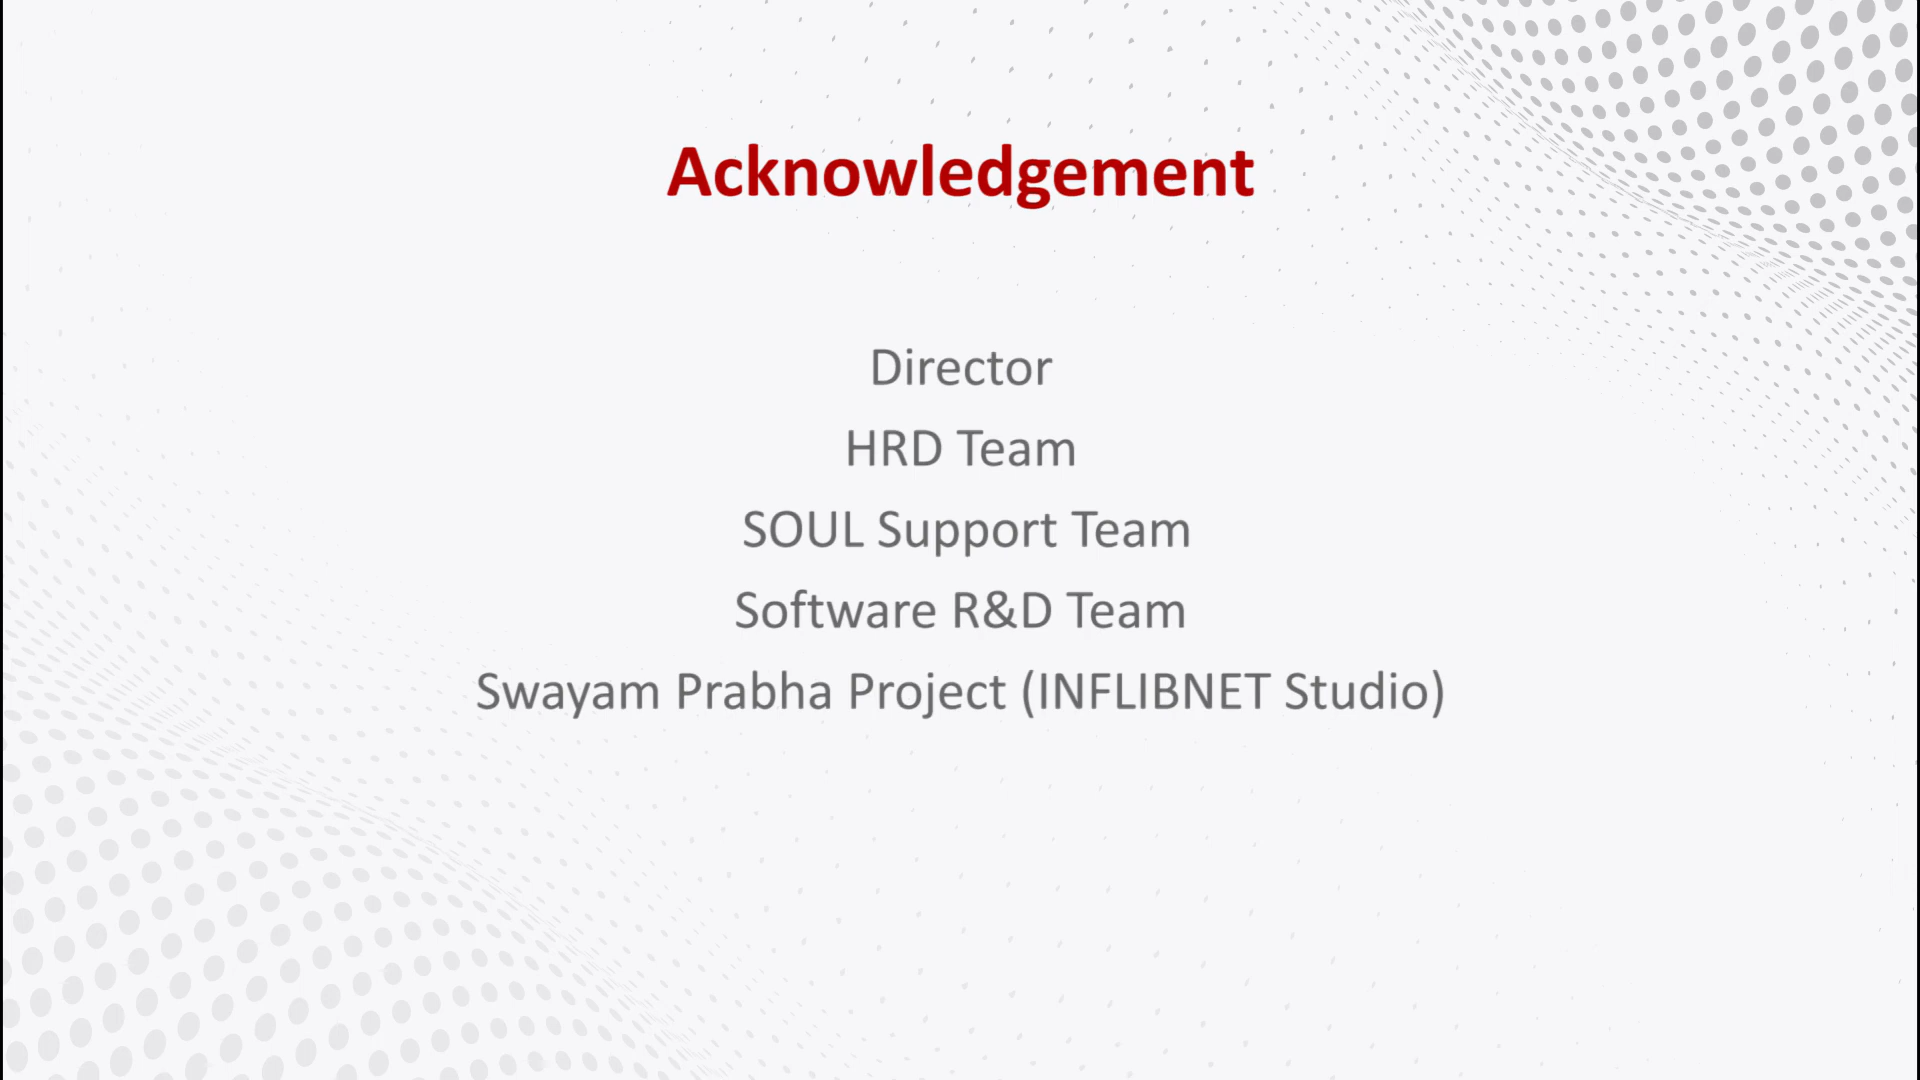 Acknowledgement
Director
HRD Team
SOUL Support Team
Software R&D Team
Swayam Prabha Project (INFLIBNET Studio)